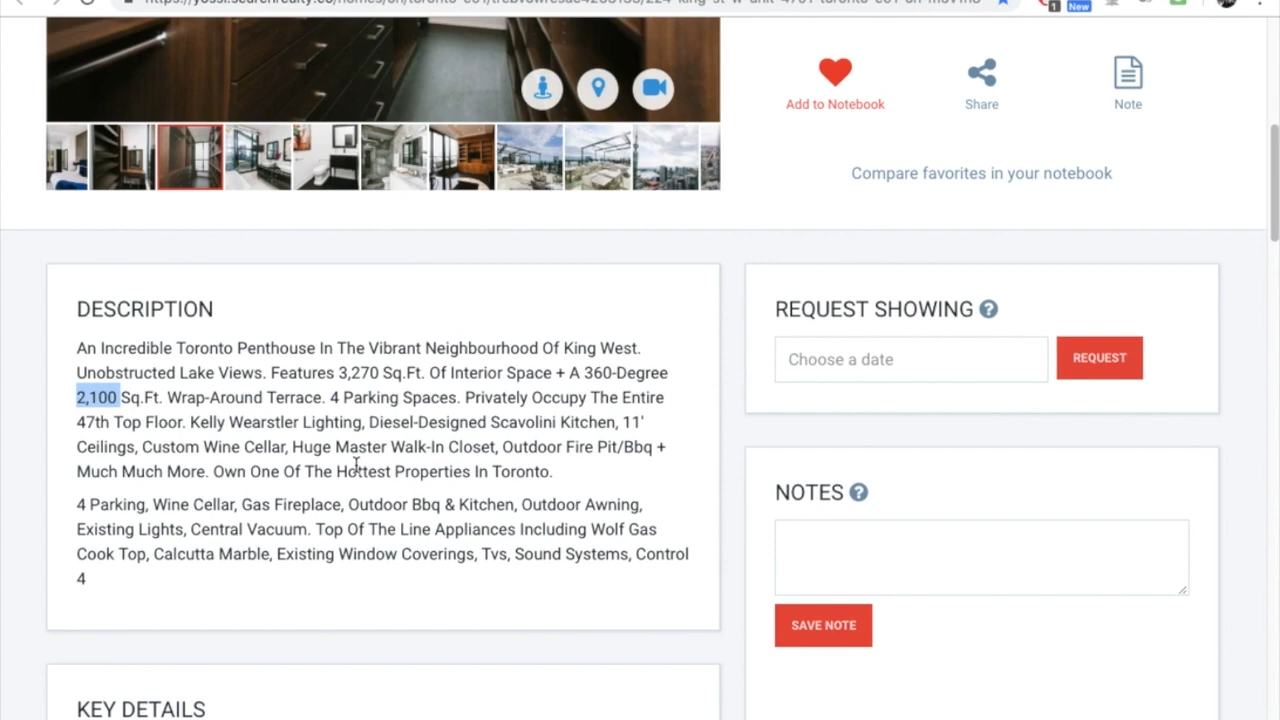 1
New
Add to Notebook
Share
Note
Compare favorites in your notebook
DESCRIPTION
An Incredible Toronto Penthouse In The Vibrant Neighbourhood Of King West.
Unobstructed Lake Views. Features 3,270 Sq.Ft. Of Interior Space + A 360-Degree
2,100 Sq.Ft. Wrap-Around Terrace. 4 Parking Spaces. Privately Occupy The Entire
47th Top Floor. Kelly Wearstler Lighting, Diesel-Designed Scavolini Kitchen, 11'
Ceilings, Custom Wine Cellar, Huge Master Walk-In Closet, Outdoor Fire Pit/Bbq +
Much Much More. Own One Of The Hottest Properties In Toronto.
4 Parking, Wine Cellar, Gas Fireplace, Outdoor Bbq & Kitchen, Outdoor Awning,
Existing Lights, Central Vacuum. Top Of The Line Appliances Including Wolf Gas
Cook Top, Calcutta Marble, Existing Window Coverings, Tvs, Sound Systems, Control
4
REQUEST SHOWING ?
Choose a date
REQUEST
NOTES ?
SAVE NOTE
KEY DETAILS